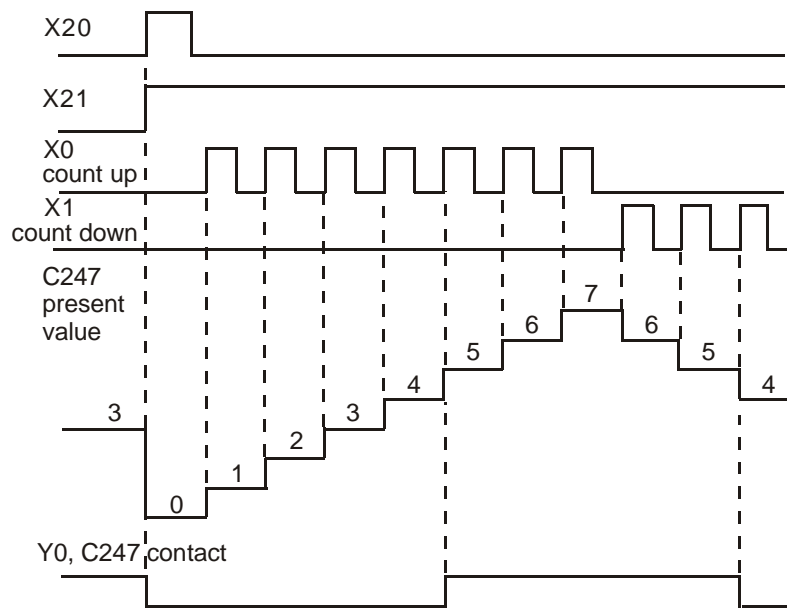 X20
X21
X0
count up
X1
count down
C247
present
value
7
6
6
5
5
4
4
3
3
2
1
0
Y0, C247 contact